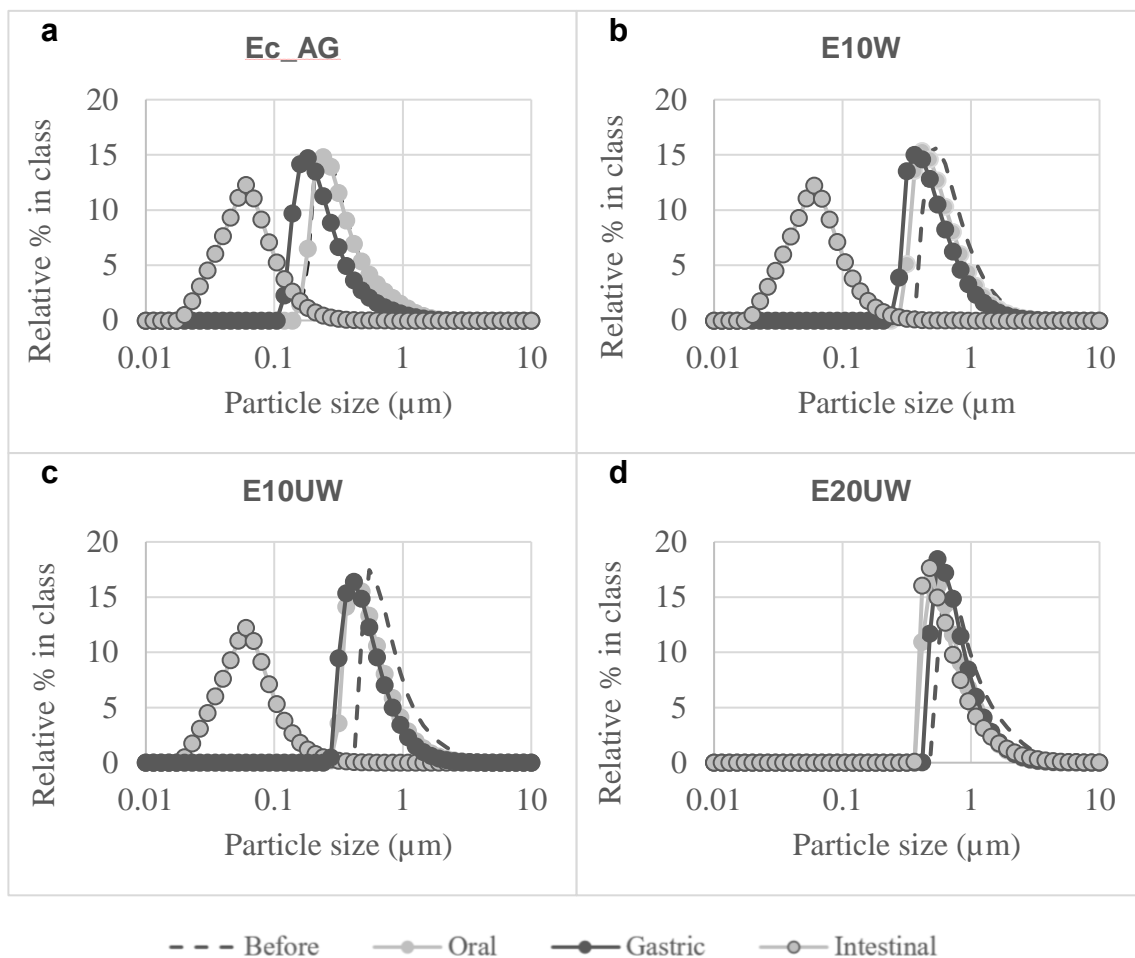 a
Ec_AG
Relative % in class
20
15
10
5
0
0.01 0.1 1 10
Particle size (µm)
b
E10W
Relative % in class
20
15
10
5
0
0.01 0.1 1 10
Particle size (µm
c
E10UW
Relative % in class
20
15
10
5
0
0.01 0.1 1 10
Particle size (µm)
d
E20UW
Relative % in class
20
15
10
5
0
0.01 0.1 1 10
Particle size (µm)
Before Oral Gastric Intestinal